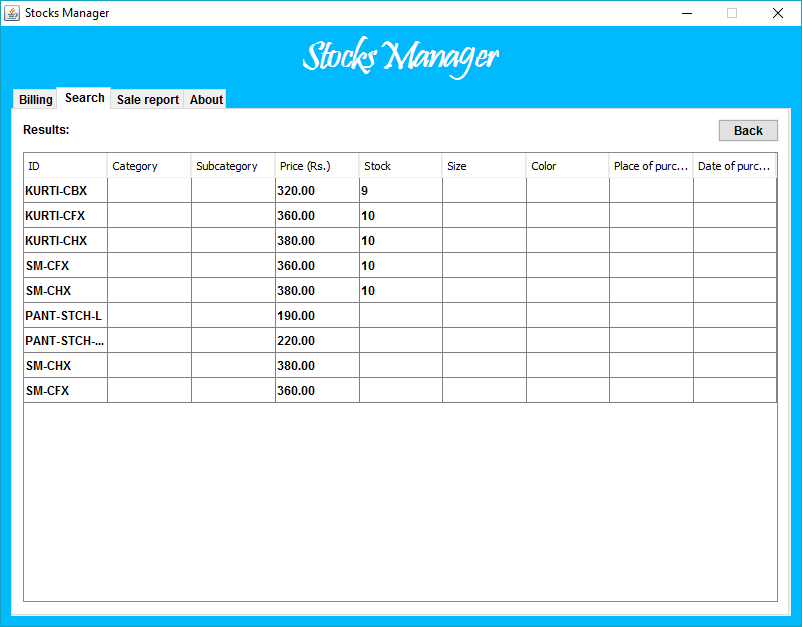 Stocks Manager
Stocks Manager
Billing Search Sale report About
Results: Back
ID Category Subcategory Price (Rs.) Stock Size Color Place of purc... Date of purc...
KURTI-CBX 320.00 9
KURTI-CFX 360.00 10
KURTI-CHX 380.00 10
SM-CFX 360.00 10
SM-CHX 380.00 10
PANT-STCH-L 190.00
PANT-STCH-... 220.00
SM-CHX 380.00
SM-CFX 360.00